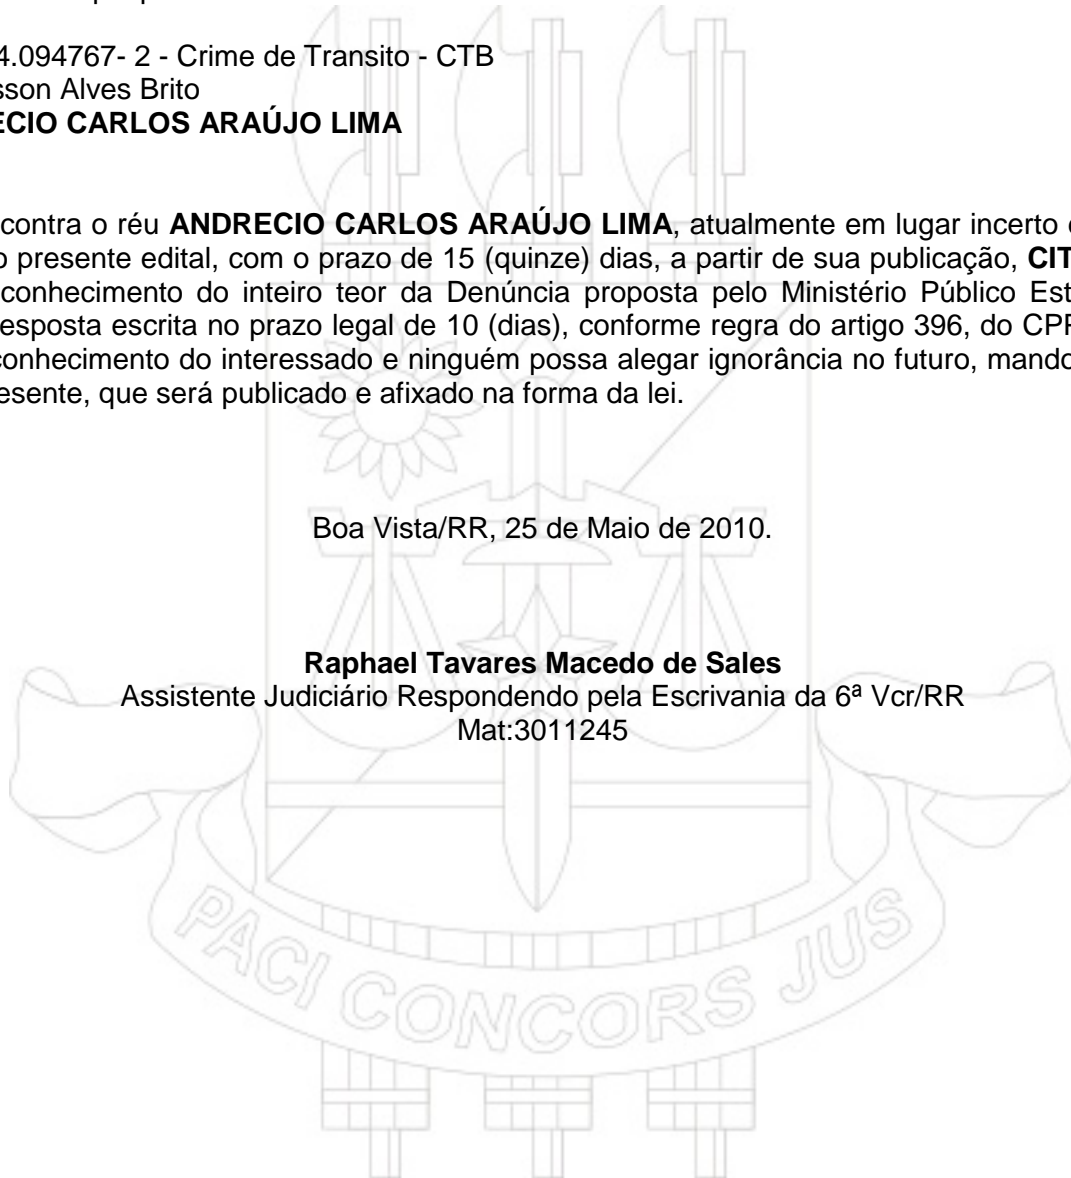 4.094767- 2 - Crime de Transito - CTB
sson Alves Brito
ECIO CARLOS ARAÚJO LIMA
contra o réu ANDRECIO CARLOS ARAÚJO LIMA, atualmente em lugar incerto
presente edital, com o prazo de 15 (quinze) dias, a partir de sua publicação, CIT
conhecimento do inteiro teor da Denúncia proposta pelo Ministério Público Est
esposta escrita no prazo legal de 10 (dias), conforme regra do artigo 396, do CPP
conhecimento do interessado e ninguém possa alegar ignorância no futuro, mando
esente, que será publicado e afixado na forma da lei.
Boa Vista/RR, 25 de Maio de 2010.
Raphael Tavares Macedo de Sales
Assistente Judiciário Respondendo pela Escrivania da 6ª Vcr/RR
Mat:3011245
PACI CONCORS JUS